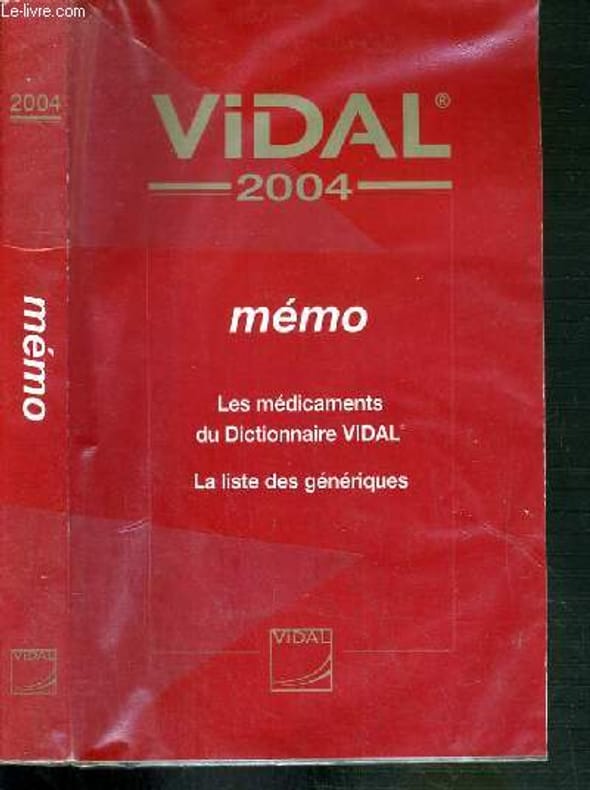 Le-livre.com
2004
mémo
ViDAL
ViDAL®
2004
mémo
Les médicaments
du Dictionnaire VIDAL®
La liste des génériques
ViDAL